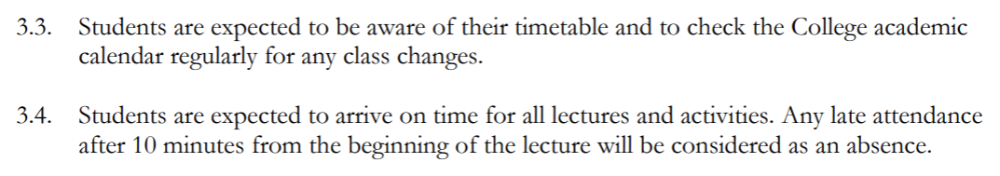 3.3. Students are expected to be aware of their timetable and to check the College academic
calendar regularly for any class changes.
3.4. Students are expected to arrive on time for all lectures and activities. Any late attendance
after 10 minutes from the beginning of the lecture will be considered as an absence.